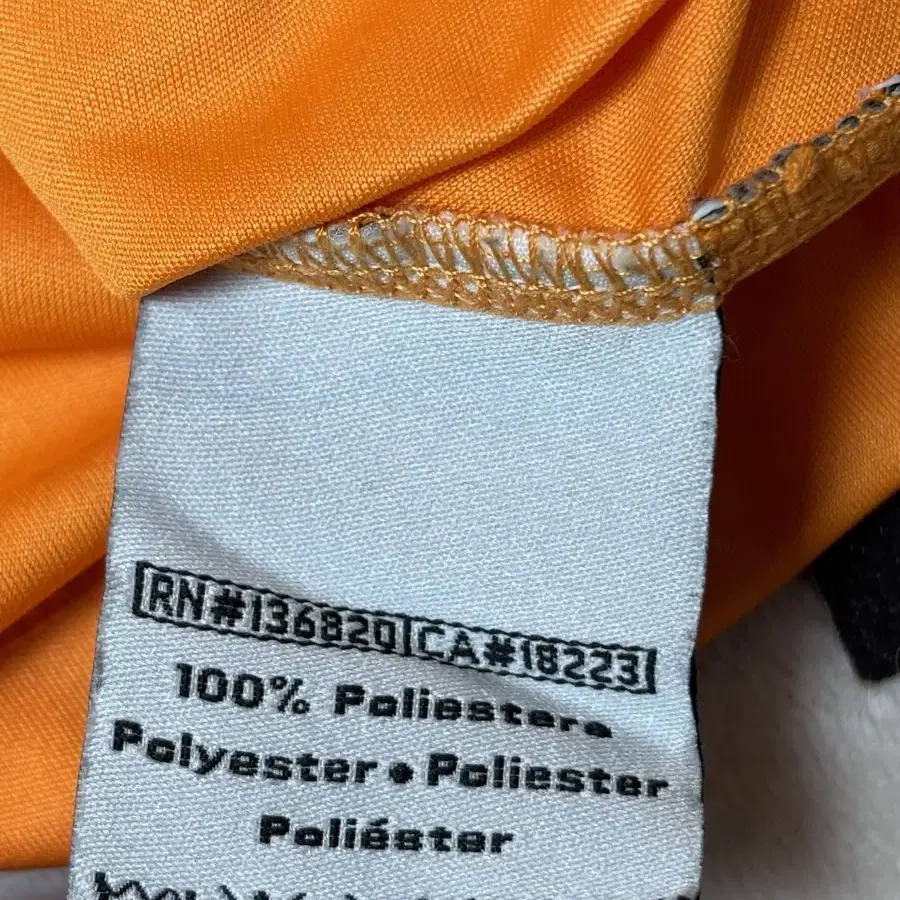 RN#136820 CA#18223
100% Poliestere
Polyester • Poliester
Poliéster